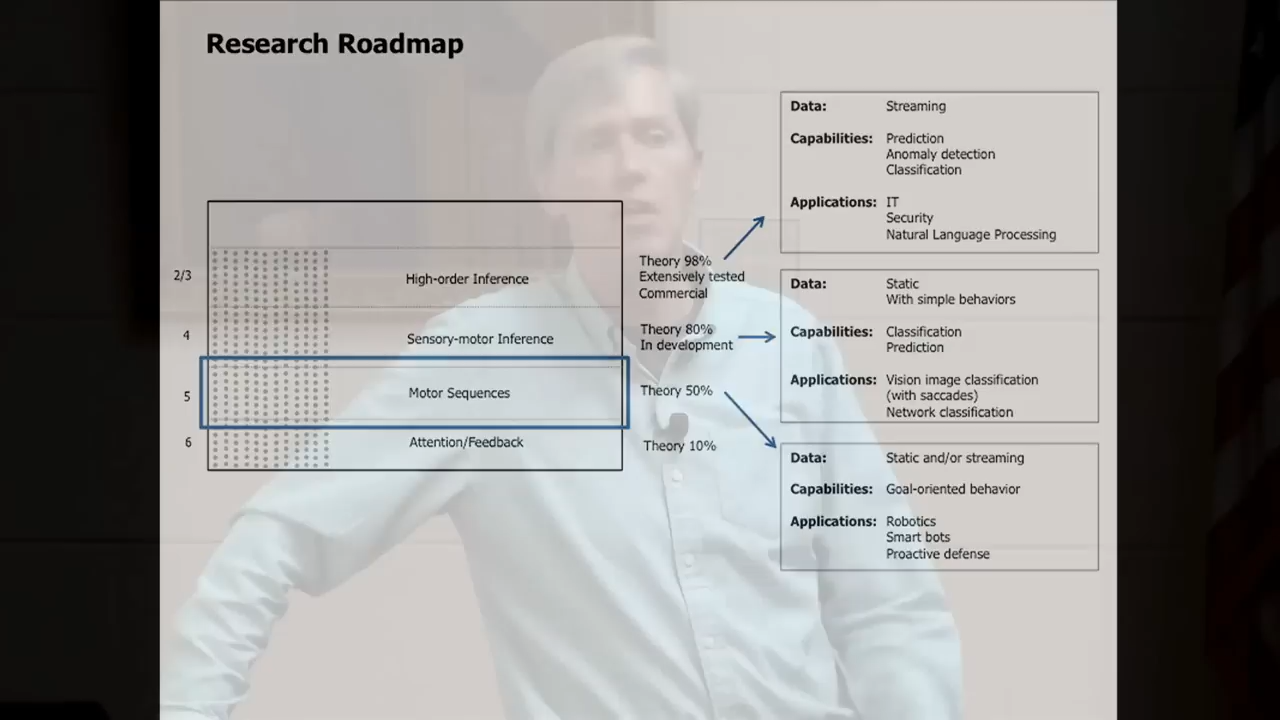 Research Roadmap
2/3
High-order Inference
Theory 98%
Extensively tested
Commercial
4
Sensory-motor Inference
Theory 80%
In development
5
Motor Sequences
Theory 50%
6
Attention/Feedback
Theory 10%
Data: Streaming
Capabilities: Prediction
Anomaly detection
Classification
Applications: IT
Security
Natural Language Processing
Data: Static
With simple behaviors
Capabilities: Classification
Prediction
Applications: Vision image classification
(with saccades)
Network classification
Data: Static and/or streaming
Capabilities: Goal-oriented behavior
Applications: Robotics
Smart bots
Proactive defense